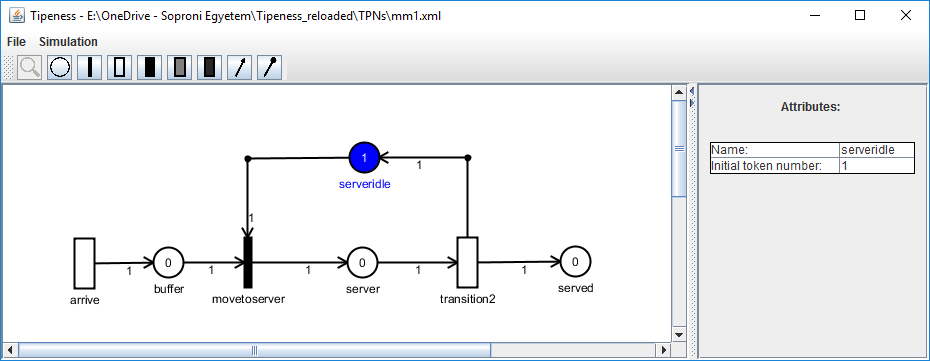 Tipeness - E:\OneDrive - Soproni Egyetem\Tipeness_reloaded\TPNs\mm1.xml
File Simulation
Attributes:
Name: serveridle
Initial token number: 1
1
1
serveridle
1
0
0
0
1
1
1
1
1
arrive
buffer
movetoserver
server
transition2
served